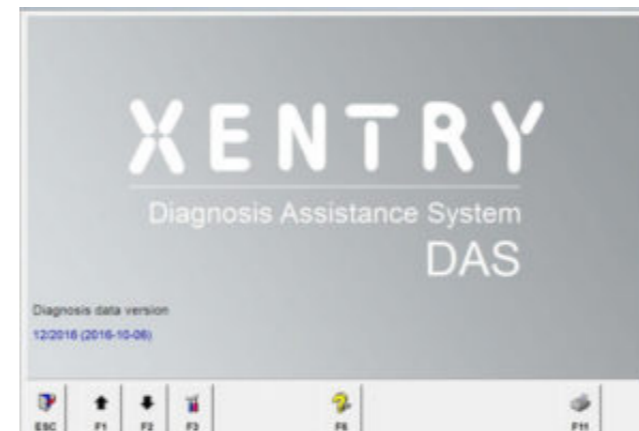 XENTRY
Diagnosis Assistance System
DAS
Diagnosis data version
12/2016 (2016-10-06)
ESC F1 F2 F3 F6 F11